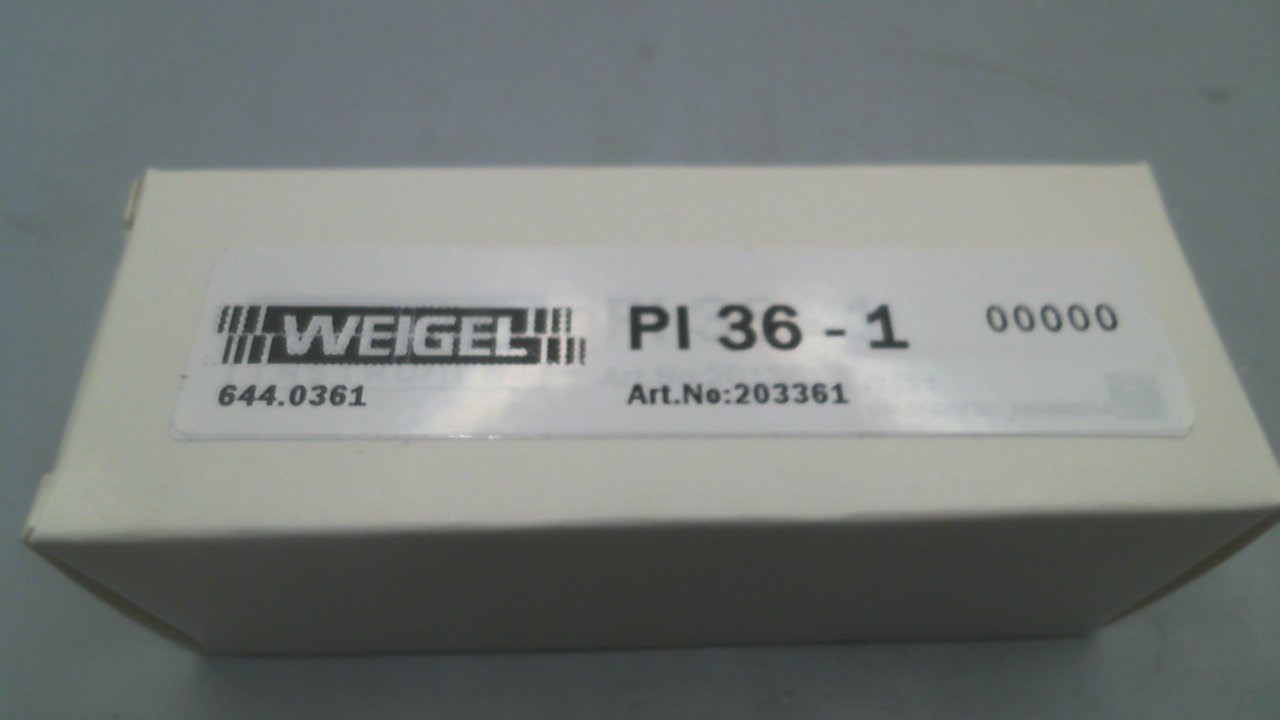 WEIGEL PI 36 - 1 00000
644.0361 Art.No:203361